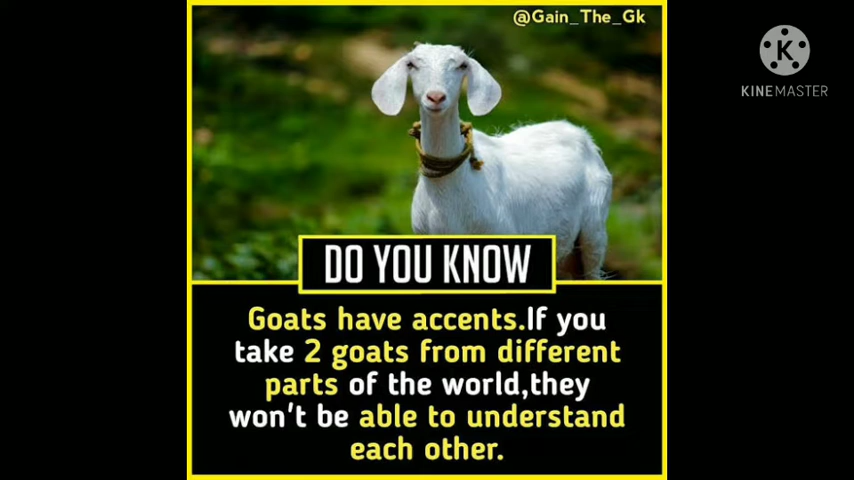 @Gain_The_Gk
KINEMASTER
DO YOU KNOW
Goats have accents.If you
take 2 goats from different
parts of the world,they
won't be able to understand
each other.